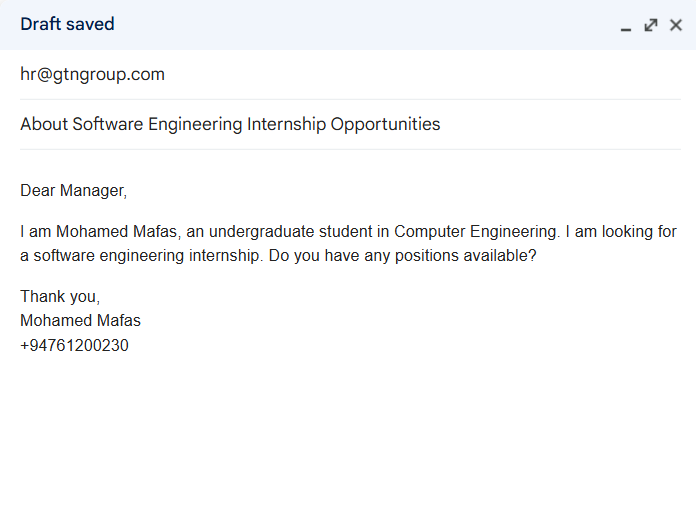 Draft saved
hr@gtngroup.com
About Software Engineering Internship Opportunities
Dear Manager,
I am Mohamed Mafas, an undergraduate student in Computer Engineering. I am looking for
a software engineering internship. Do you have any positions available?
Thank you,
Mohamed Mafas
+94761200230